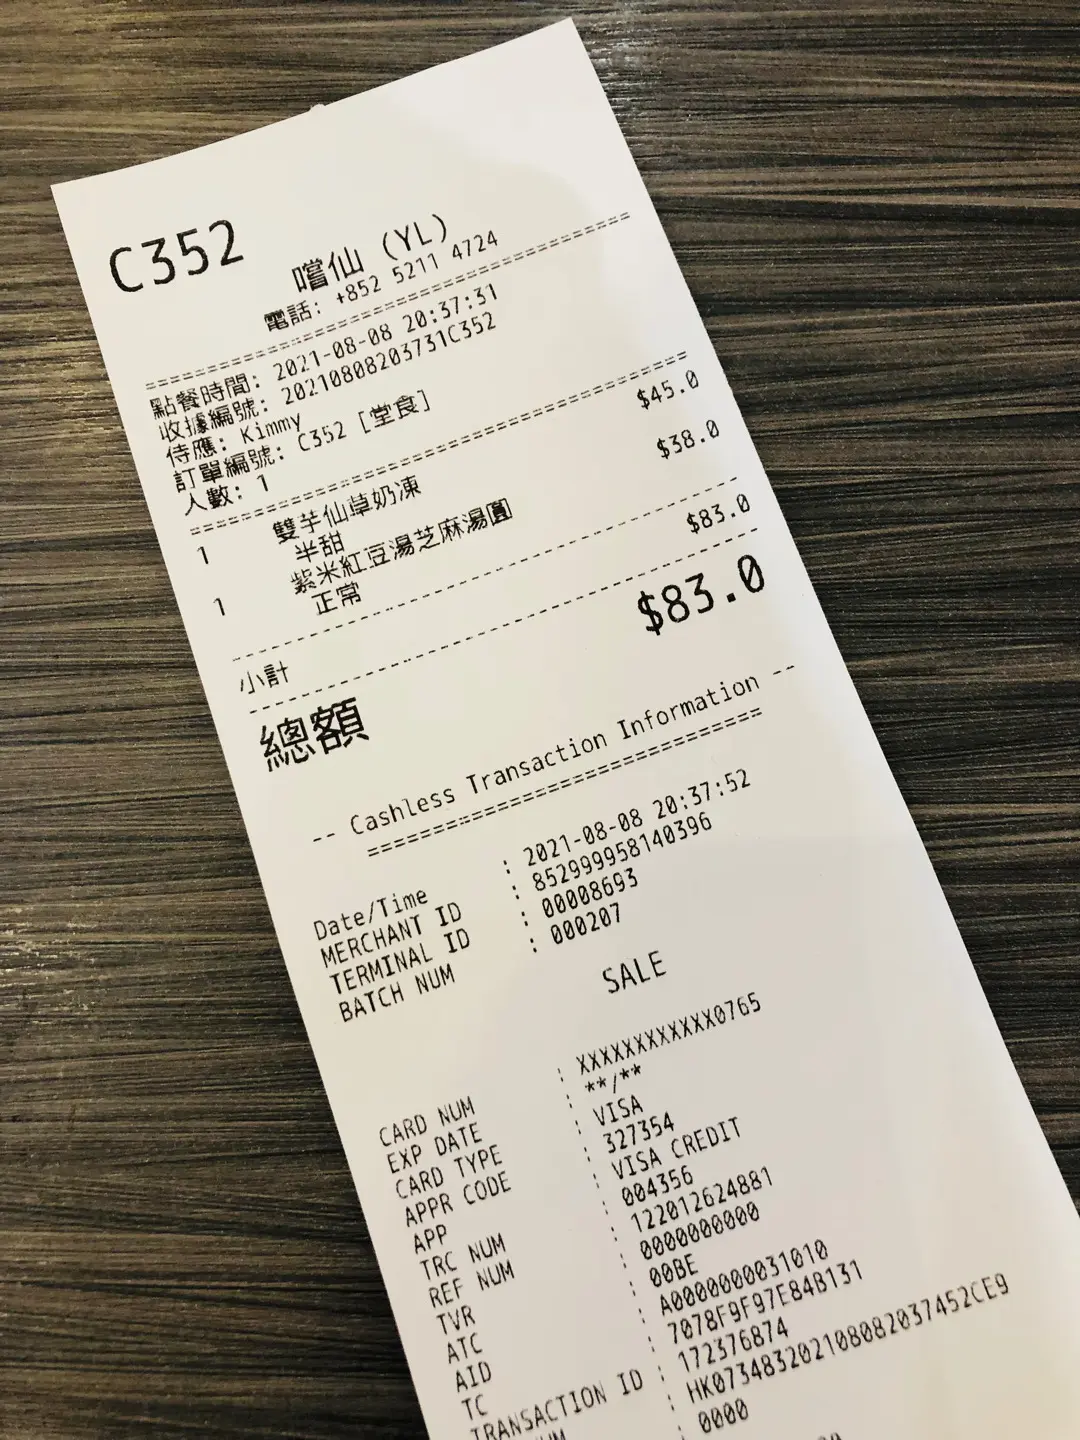 C352
嚐仙 (YL)
電話: +852 5211 4724
點餐時間: 2021-08-08 20:37:31
收據編號: 20210808203731C352
侍應: Kimmy
訂單編號: C352 [堂食]
人數: 1
1 雙芋仙草奶凍 $45.0
半甜
1 紫米紅豆湯芝麻湯圓 $38.0
正常
小計 $83.0
總額 $83.0
-- Cashless Transaction Information --
Date/Time : 2021-08-08 20:37:52
MERCHANT ID : 852999958140396
TERMINAL ID : 00008693
BATCH NUM : 000207
SALE
CARD NUM : XXXXXXXXXXXX0765
EXP DATE : **/**
CARD TYPE : VISA
APPR CODE : 327354
APP : VISA CREDIT
TRC NUM : 004356
REF NUM : 122012624881
TVR : 0000000000
ATC : 00BE
AID : A0000000031010
TC : 7078F9F97E84B131
TRANSACTION ID : 172376874
: HK0734832021080820374​52CE9
: 0000